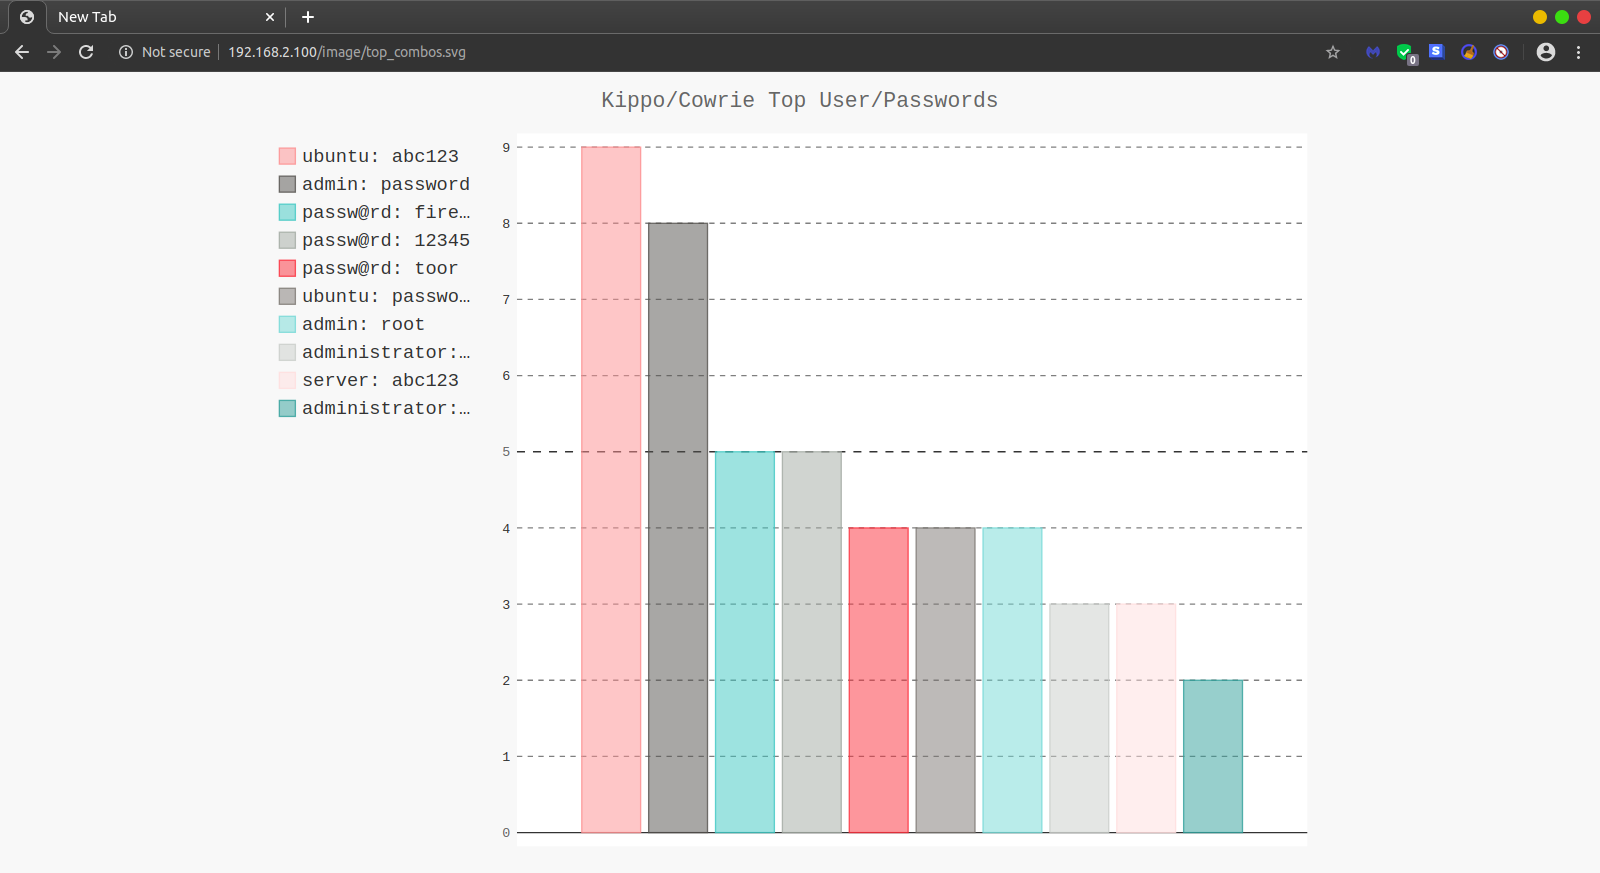 New Tab
Not secure
192.168.2.100/image/top_combos.svg
S
0
Kippo/Cowrie Top User/Passwords
ubuntu: abc123
admin: password
passw@rd: fire…
passw@rd: 12345
passw@rd: toor
ubuntu: passwo…
admin: root
administrator:…
server: abc123
administrator:…
9
8
7
6
5
4
3
2
1
0